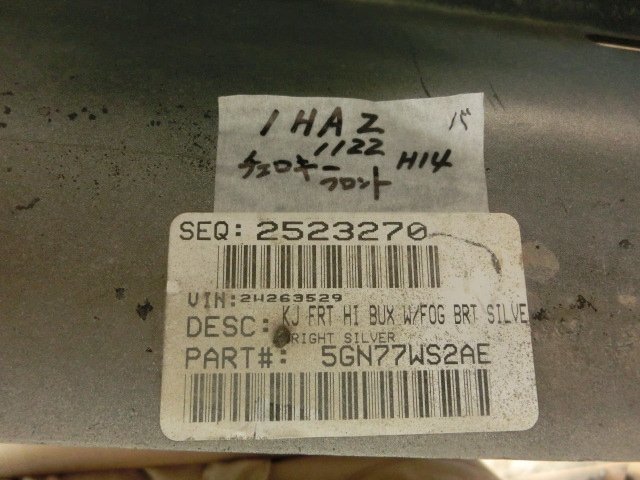 1HAZ バ
1122
チェロキー H14
フロント
SEQ: 2523270
VIN: 2W263529
DESC: KJ FRT HI BUX W/FOG BRT SILVE
BRIGHT SILVER
PART#: 5GN77WS2AE